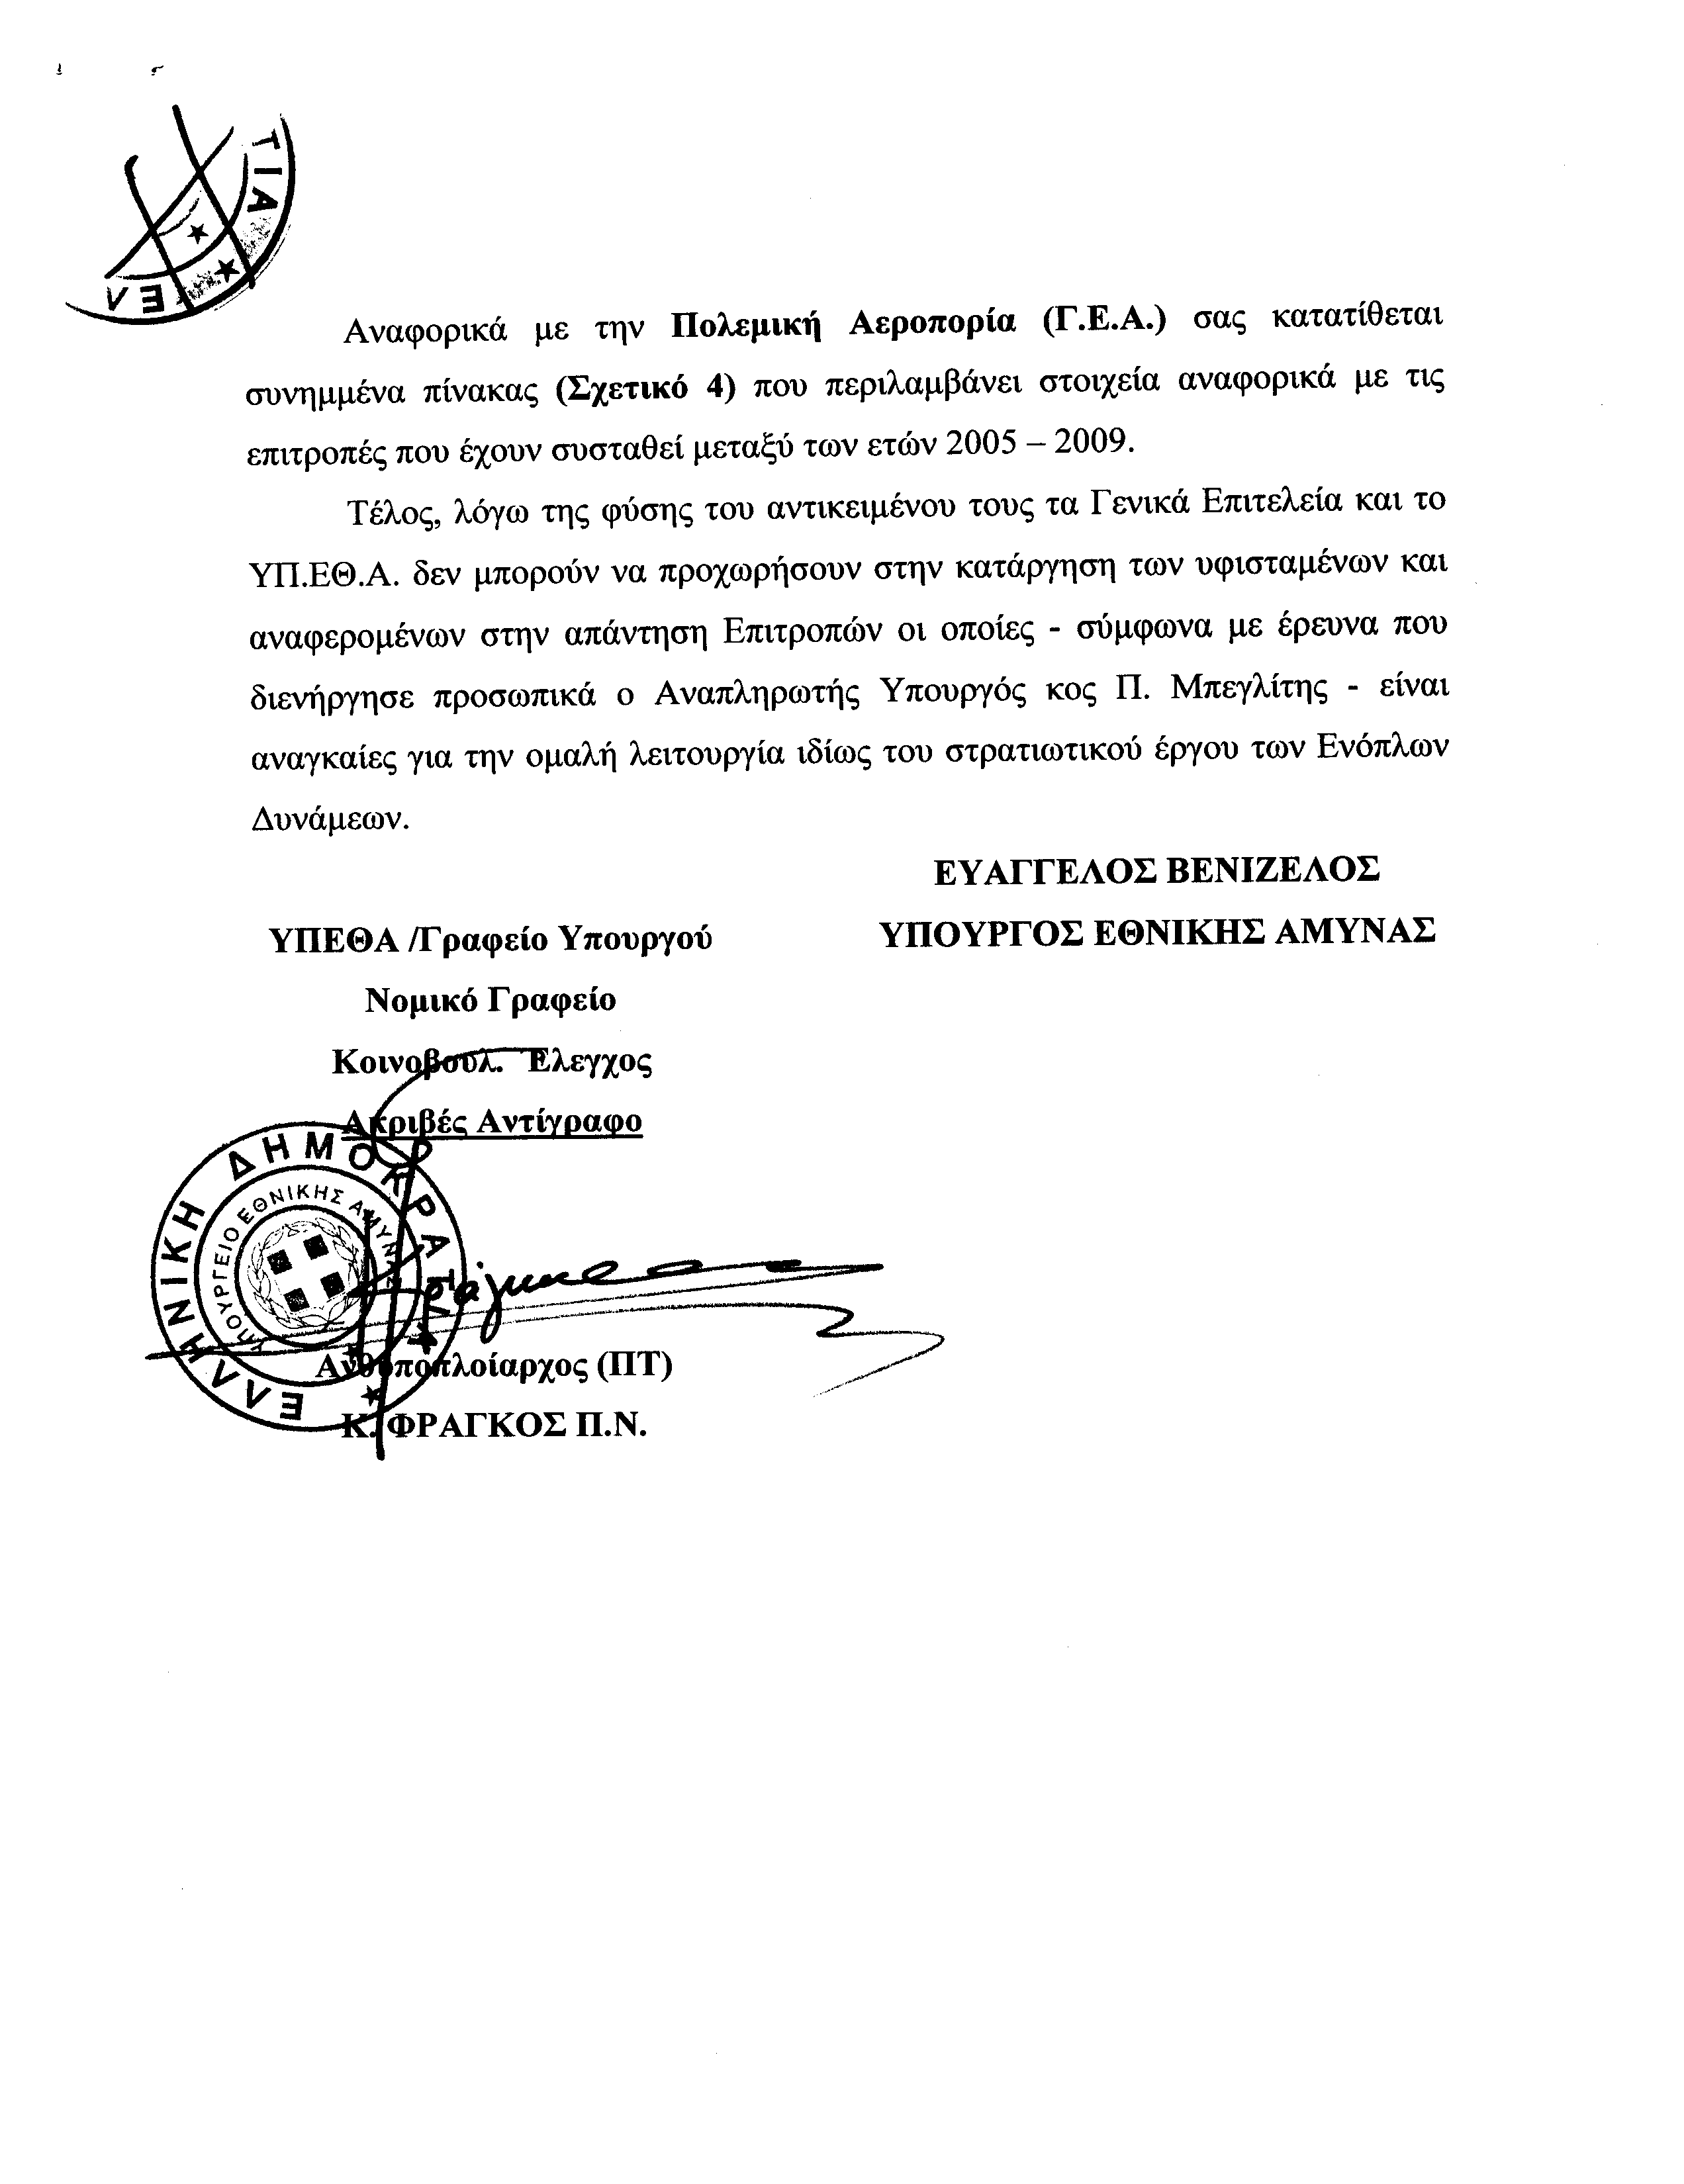 ΤΙΑ
ΕΛ
Αναφορικά με την Πολεμική Αεροπορία (Γ.Ε.Α.) σας κατατίθεται
συνημμένα πίνακας (Σχετικό 4) που περιλαμβάνει στοιχεία αναφορικά με τις
επιτροπές που έχουν συσταθεί μεταξύ των ετών 2005 – 2009.
Τέλος, λόγω της φύσης του αντικειμένου τους τα Γενικά Επιτελεία και το
ΥΠ.ΕΘ.Α. δεν μπορούν να προχωρήσουν στην κατάργηση των υφισταμένων και
αναφερομένων στην απάντηση Επιτροπών οι οποίες - σύμφωνα με έρευνα που
διενήργησε προσωπικά ο Αναπληρωτής Υπουργός κος Π. Μπεγλίτης - είναι
αναγκαίες για την ομαλή λειτουργία ιδίως του στρατιωτικού έργου των Ενόπλων
Δυνάμεων.
ΕΥΑΓΓΕΛΟΣ ΒΕΝΙΖΕΛΟΣ
ΥΠΟΥΡΓΟΣ ΕΘΝΙΚΗΣ ΑΜΥΝΑΣ
ΥΠΕΘΑ /Γραφείο Υπουργού
Νομικό Γραφείο
Κοινοβουλ. Έλεγχος
Ακριβές Αντίγραφο
ΕΛΛΗΝΙΚΗ ΔΗΜΟΚΡΑΤΙΑ
ΥΠΟΥΡΓΕΙΟ ΕΘΝΙΚΗΣ ΑΜΥΝΑΣ
Ανθυποπλοίαρχος (ΠΤ)
Κ. ΦΡΑΓΚΟΣ Π.Ν.